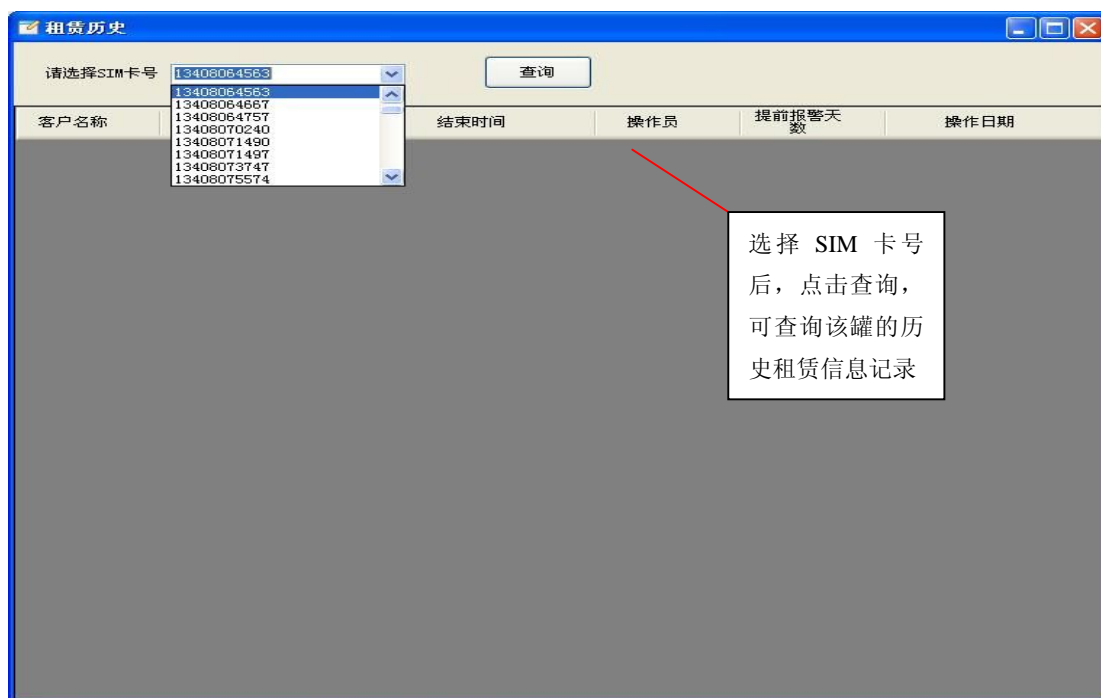 租赁历史
请选择SIM卡号 13408064563 查询
13408064563
13408064667
13408064757
13408070240
13408071490
13408071497
13408073747
13408075574
客户名称 结束时间 操作员 提前报警天数 操作日期
选择 SIM 卡号
后，点击查询，
可查询该罐的历
史租赁信息记录